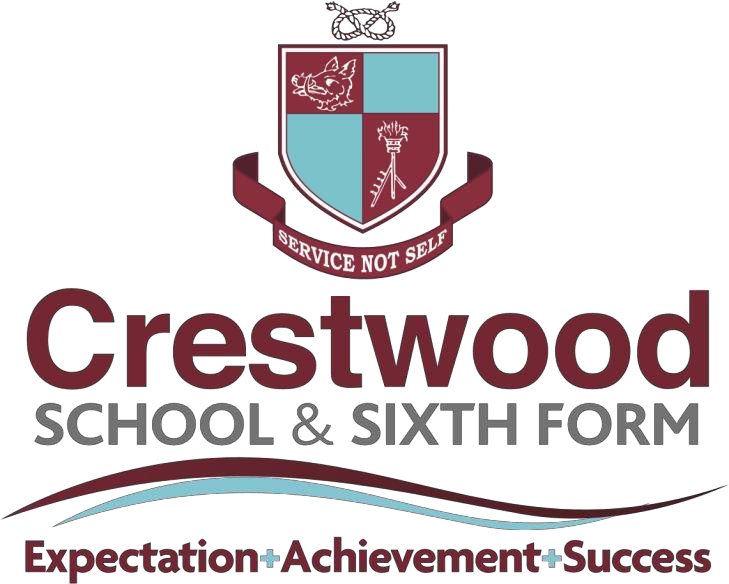 SERVICE NOT SELF
Crestwood
SCHOOL & SIXTH FORM
Expectation+Achievement+Success